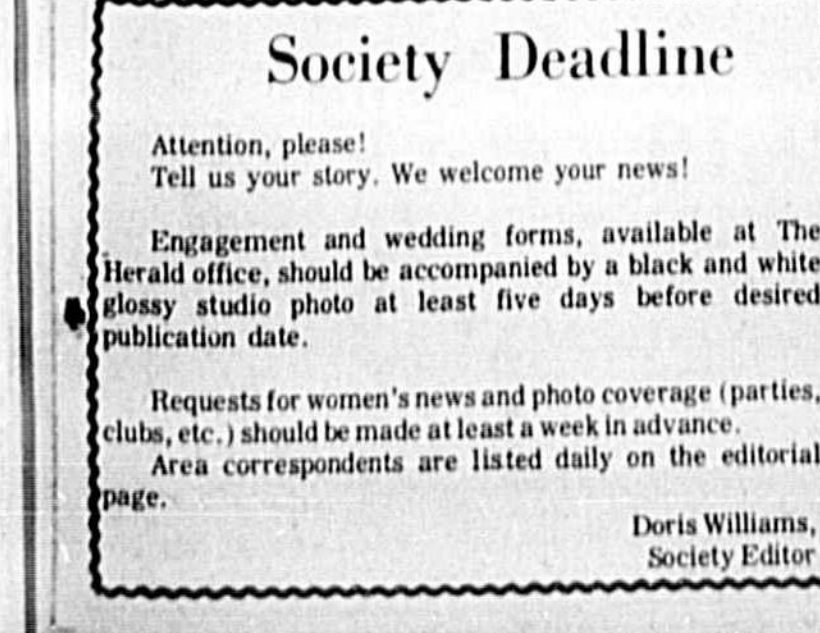 Society Deadline
Attention, please!
Tell us your story. We welcome your news!
Engagement and wedding forms, available at The
Herald office, should be accompanied by a black and white
glossy studio photo at least five days before desired
publication date.
Requests for women's news and photo coverage (parties,
clubs, etc.) should be made at least a week in advance.
Area correspondents are listed daily on the editorial
page.
Doris Williams,
Society Editor